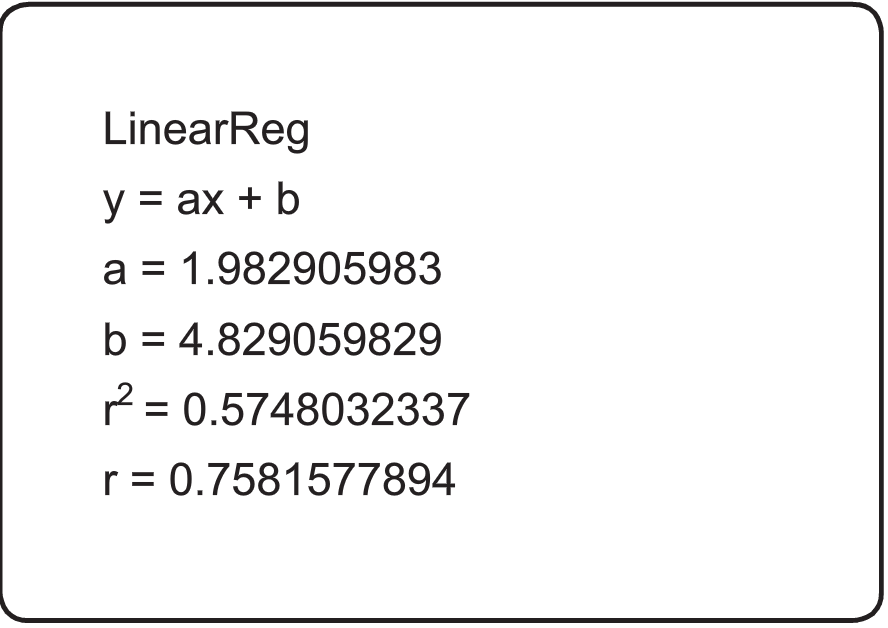 LinearReg
y = ax + b
a = 1.982905983
b = 4.829059829
r² = 0.5748032337
r = 0.7581577894